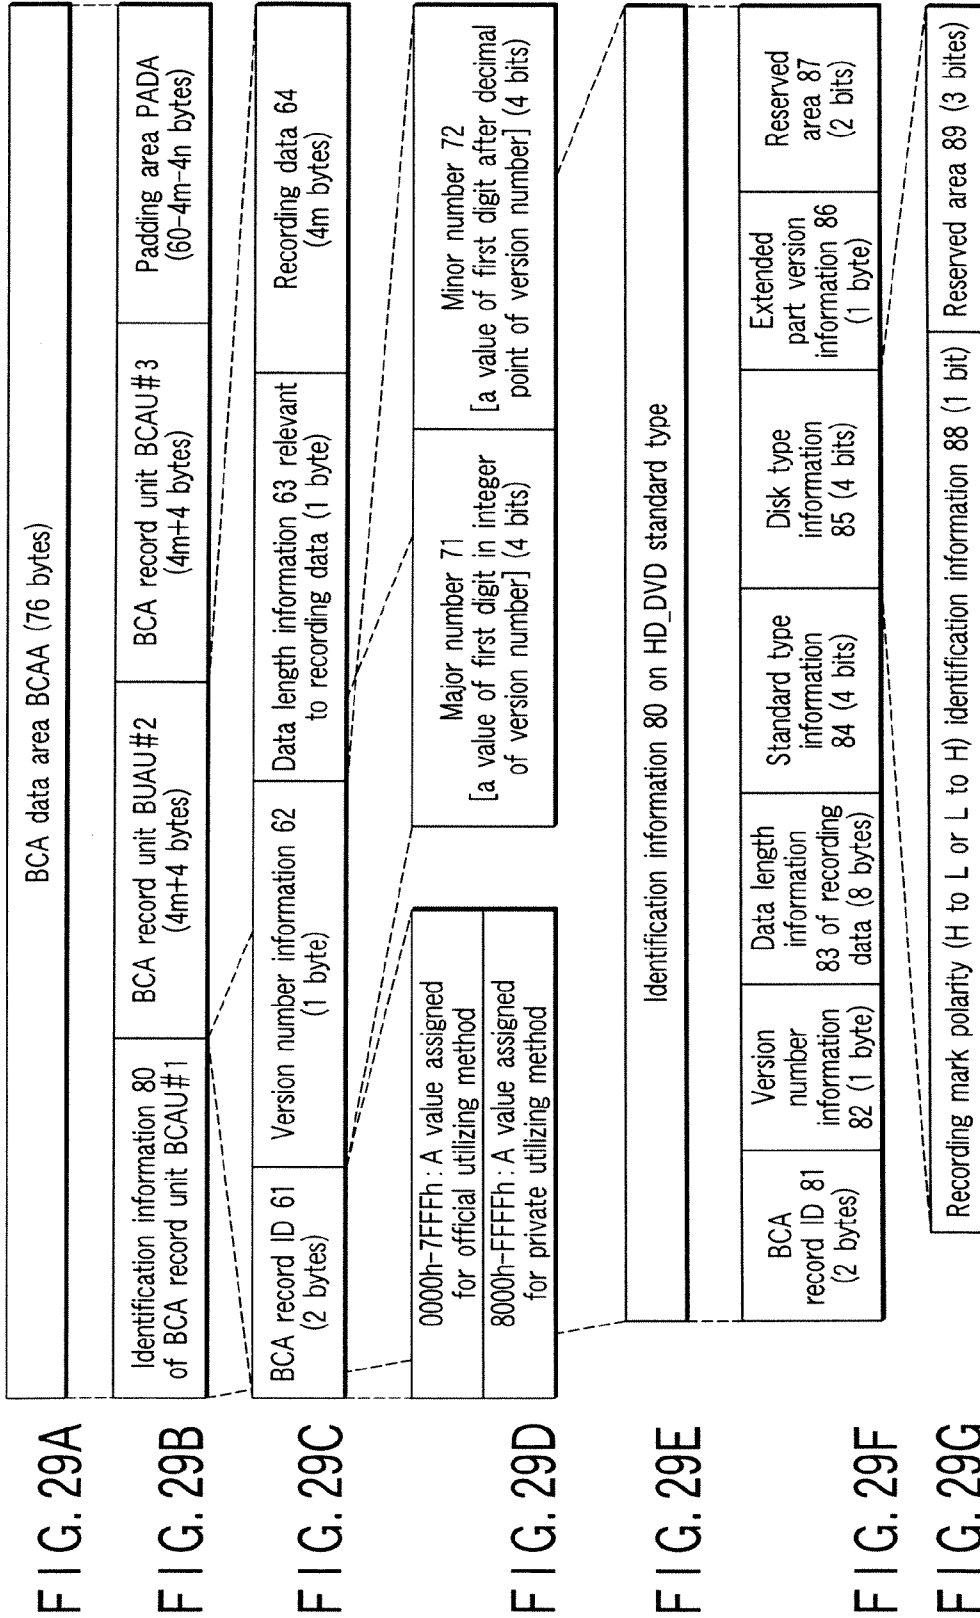 FIG. 29A
BCA data area BCAA (76 bytes)
FIG. 29B
Identification information 80
of BCA record unit BCAU#1
BCA record unit BUAU#2
(4m+4 bytes)
BCA record unit BCAU#3
(4m+4 bytes)
Padding area PADA
(60-4m-4n bytes)
FIG. 29C
BCA record ID 61
(2 bytes)
Version number information 62
(1 byte)
Data length information 63 relevant
to recording data (1 byte)
Recording data 64
(4m bytes)
FIG. 29D
0000h-7FFFh: A value assigned
for official utilizing method
8000h-FFFFh: A value assigned
for private utilizing method
Major number 71
[a value of first digit in integer
of version number] (4 bits)
Minor number 72
[a value of first digit after decimal
point of version number] (4 bits)
FIG. 29E
Identification information 80 on HD_DVD standard type
FIG. 29F
BCA
record ID 81
(2 bytes)
Version
number
information
82 (1 byte)
Data length
information
83 of recording
data (8 bytes)
Standard type
information
84 (4 bits)
Disk type
information
85 (4 bits)
Extended
part version
information 86
(1 byte)
Reserved
area 87
(2 bits)
FIG. 29G
Recording mark polarity (H to L or L to H) identification information 88 (1 bit)
Reserved area 89 (3 bites)